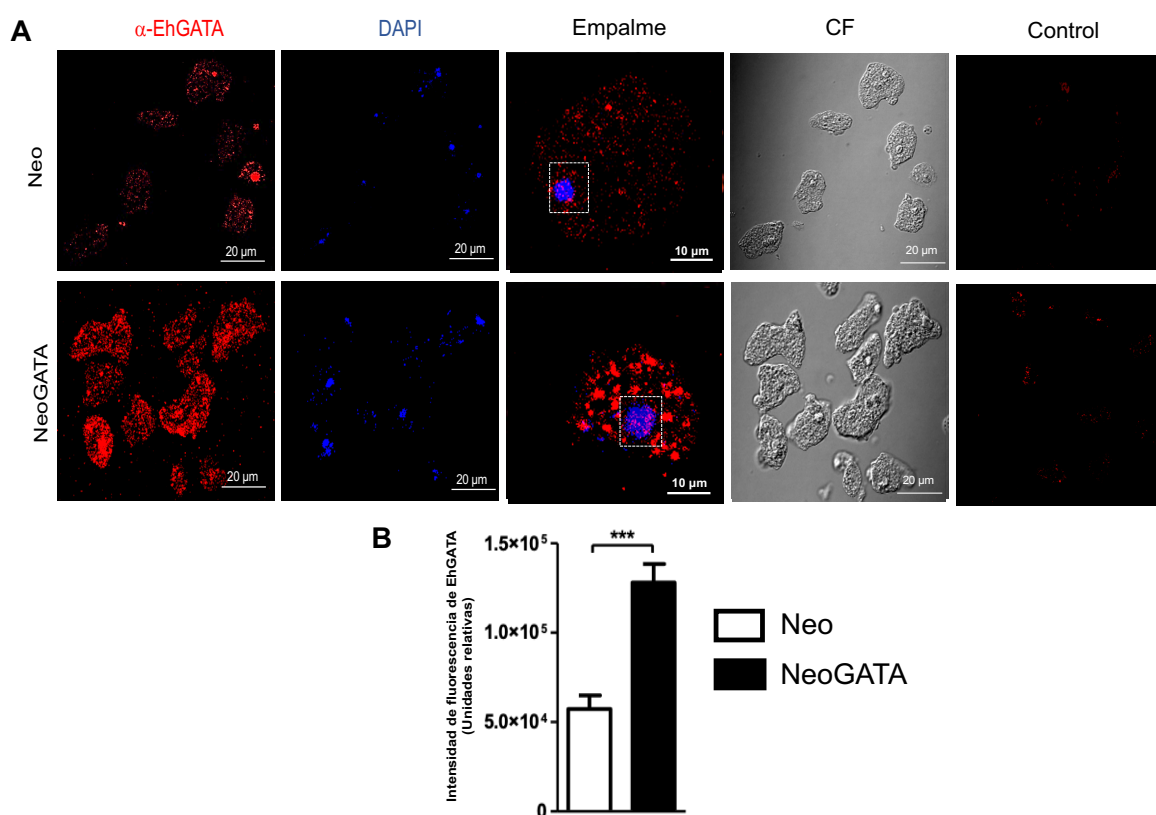 A
α-EhGATA
DAPI
Empalme
CF
Control
Neo
20 µm
20 µm
10 µm
20 µm
NeoGATA
20 µm
20 µm
10 µm
20 µm
B
Intensidad de fluorescencia de EhGATA
(Unidades relativas)
1.5×10⁵
1.0×10⁵
5.0×10⁴
0
***
Neo
NeoGATA